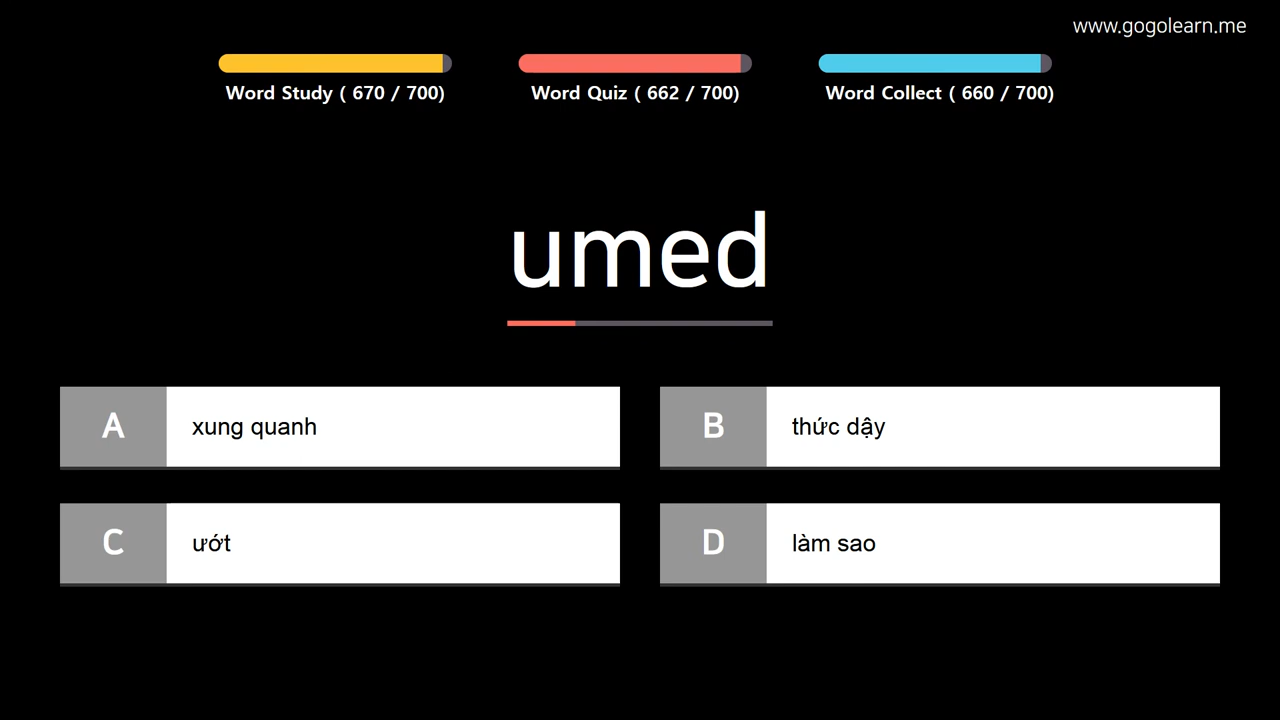 www.gogolearn.me
Word Study ( 670 / 700)
Word Quiz ( 662 / 700)
Word Collect ( 660 / 700)
umed
A xung quanh
B thức dậy
C ướt
D làm sao